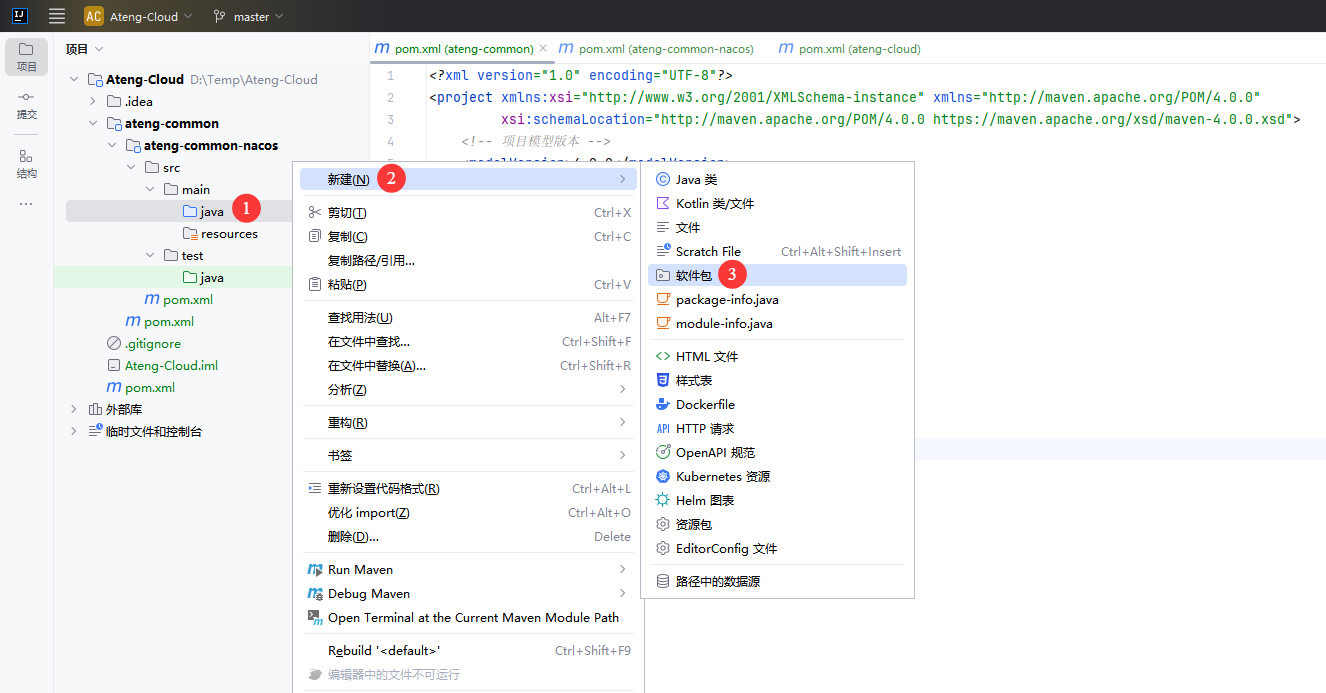 AC Ateng-Cloud master
项目
提交
结构
项目
Ateng-Cloud D:\Temp\Ateng-Cloud
.idea
ateng-common
ateng-common-nacos
src
main
java 1
resources
test
java
pom.xml
pom.xml
.gitignore
Ateng-Cloud.iml
pom.xml
外部库
临时文件和控制台
pom.xml (ateng-common) pom.xml (ateng-common-nacos) pom.xml (ateng-cloud)
1 <?xml version="1.0" encoding="UTF-8"?>
2 <project xmlns:xsi="http://www.w3.org/2001/XMLSchema-instance" xmlns="http://maven.apache.org/POM/4.0.0"
3 xsi:schemaLocation="http://maven.apache.org/POM/4.0.0 https://maven.apache.org/xsd/maven-4.0.0.xsd">
4 <!-- 项目模型版本 -->
新建(N) 2
剪切(T) Ctrl+X
复制(C) Ctrl+C
复制路径/引用...
粘贴(P) Ctrl+V
查找用法(U) Alt+F7
在文件中查找... Ctrl+Shift+F
在文件中替换(A)... Ctrl+Shift+R
分析(Z)
重构(R)
书签
重新设置代码格式(R) Ctrl+Alt+L
优化 import(Z) Ctrl+Alt+O
删除(D)... Delete
Run Maven
Debug Maven
Open Terminal at the Current Maven Module Path
Rebuild '<default>' Ctrl+Shift+F9
编辑器中的文件不可运行
Java 类
Kotlin 类/文件
文件
Scratch File Ctrl+Alt+Shift+Insert
软件包 3
package-info.java
module-info.java
HTML 文件
样式表
Dockerfile
API HTTP 请求
OpenAPI 规范
Kubernetes 资源
Helm 图表
资源包
EditorConfig 文件
路径中的数据源